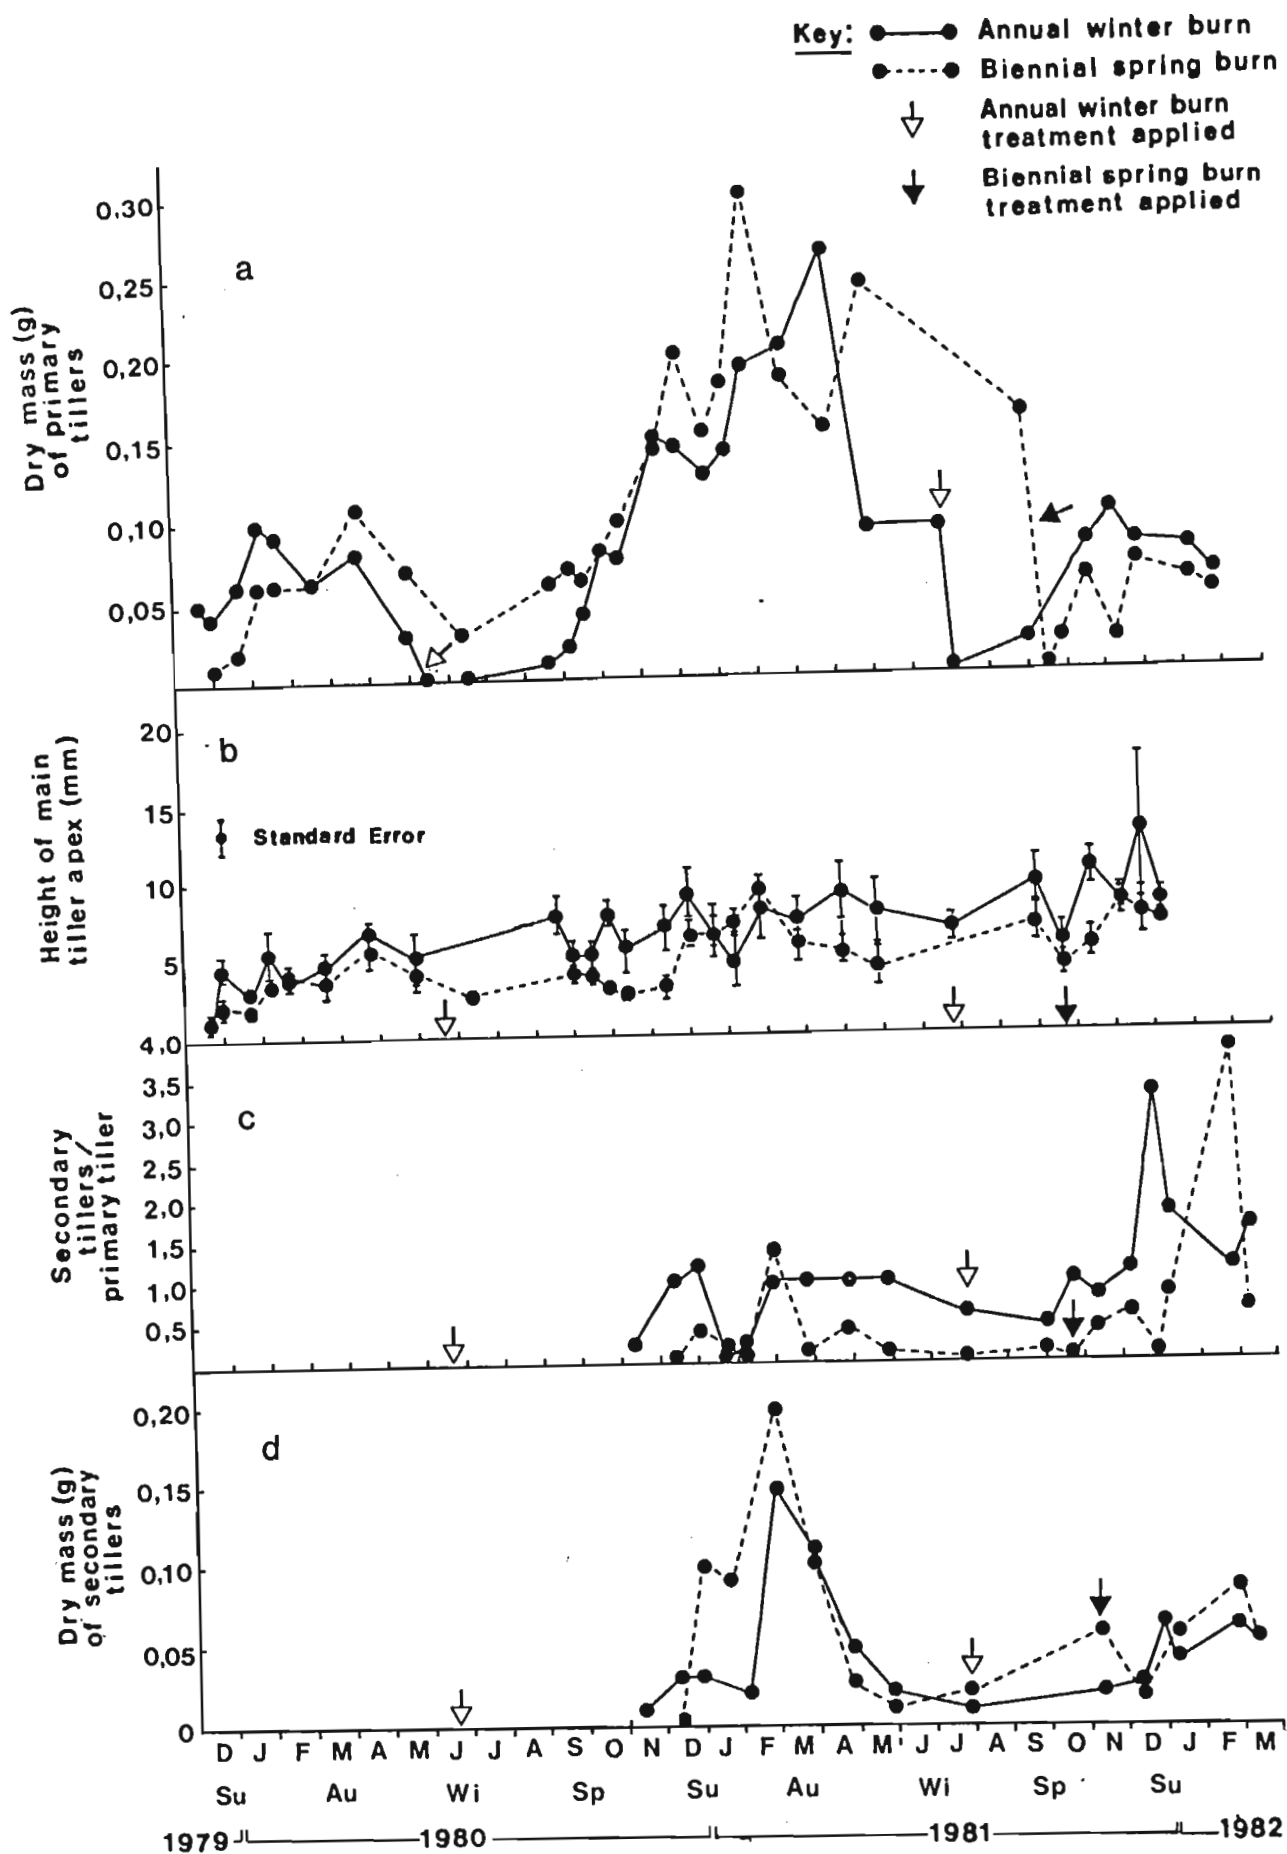 Key: Annual winter burn
Biennial spring burn
Annual winter burn
treatment applied
Biennial spring burn
treatment applied
a
Dry mass (g)
of primary
tillers
0,30
0,25
0,20
0,15
0,10
0,05
b
Height of main
tiller apex (mm)
20
15
10
5
Standard Error
c
Secondary
tillers/
primary tiller
4,0
3,5
3,0
2,5
2,0
1,5
1,0
0,5
d
Dry mass (g)
of secondary
tillers
0,20
0,15
0,10
0,05
0
D J F M A M J J A S O N D J F M A M J J A S O N D J F M
Su Au Wi Sp Su Au Wi Sp Su
1979 1980 1981 1982